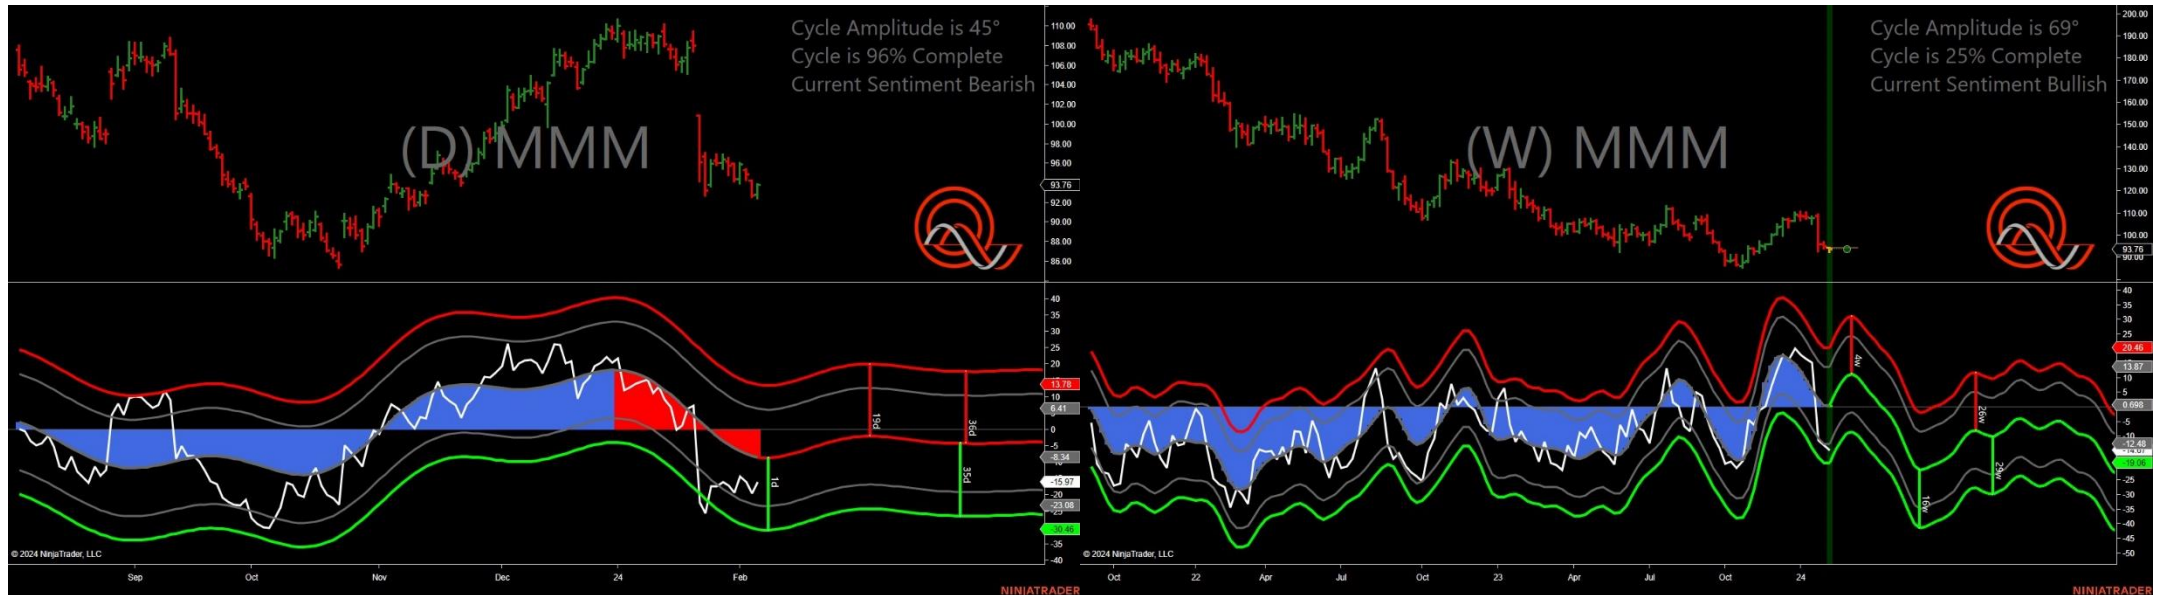 Cycle Amplitude is 45°
Cycle is 96% Complete
Current Sentiment Bearish
(D) MMM
110.00
108.00
106.00
104.00
102.00
100.00
98.00
96.00
93.76
92.00
90.00
88.00
86.00
40
35
30
25
20
13.78
6.41
0
-5
-8.34
-15.97
-20
-23.08
-30.46
-35
-40
19d
36d
1d
35d
© 2024 NinjaTrader, LLC
Sep
Oct
Nov
Dec
24
Feb
NINJATRADER
Cycle Amplitude is 69°
Cycle is 25% Complete
Current Sentiment Bullish
(W) MMM
200.00
190.00
180.00
170.00
160.00
150.00
140.00
130.00
120.00
110.00
100.00
93.76
90.00
40
35
30
20.46
13.87
10
5
0.698
-5
-12.48
-19.06
-25
-30
-35
-40
-45
-50
4w
26w
16w
29w
© 2024 NinjaTrader, LLC
Oct
22
Apr
Jul
Oct
23
Apr
Jul
Oct
24
NINJATRADER